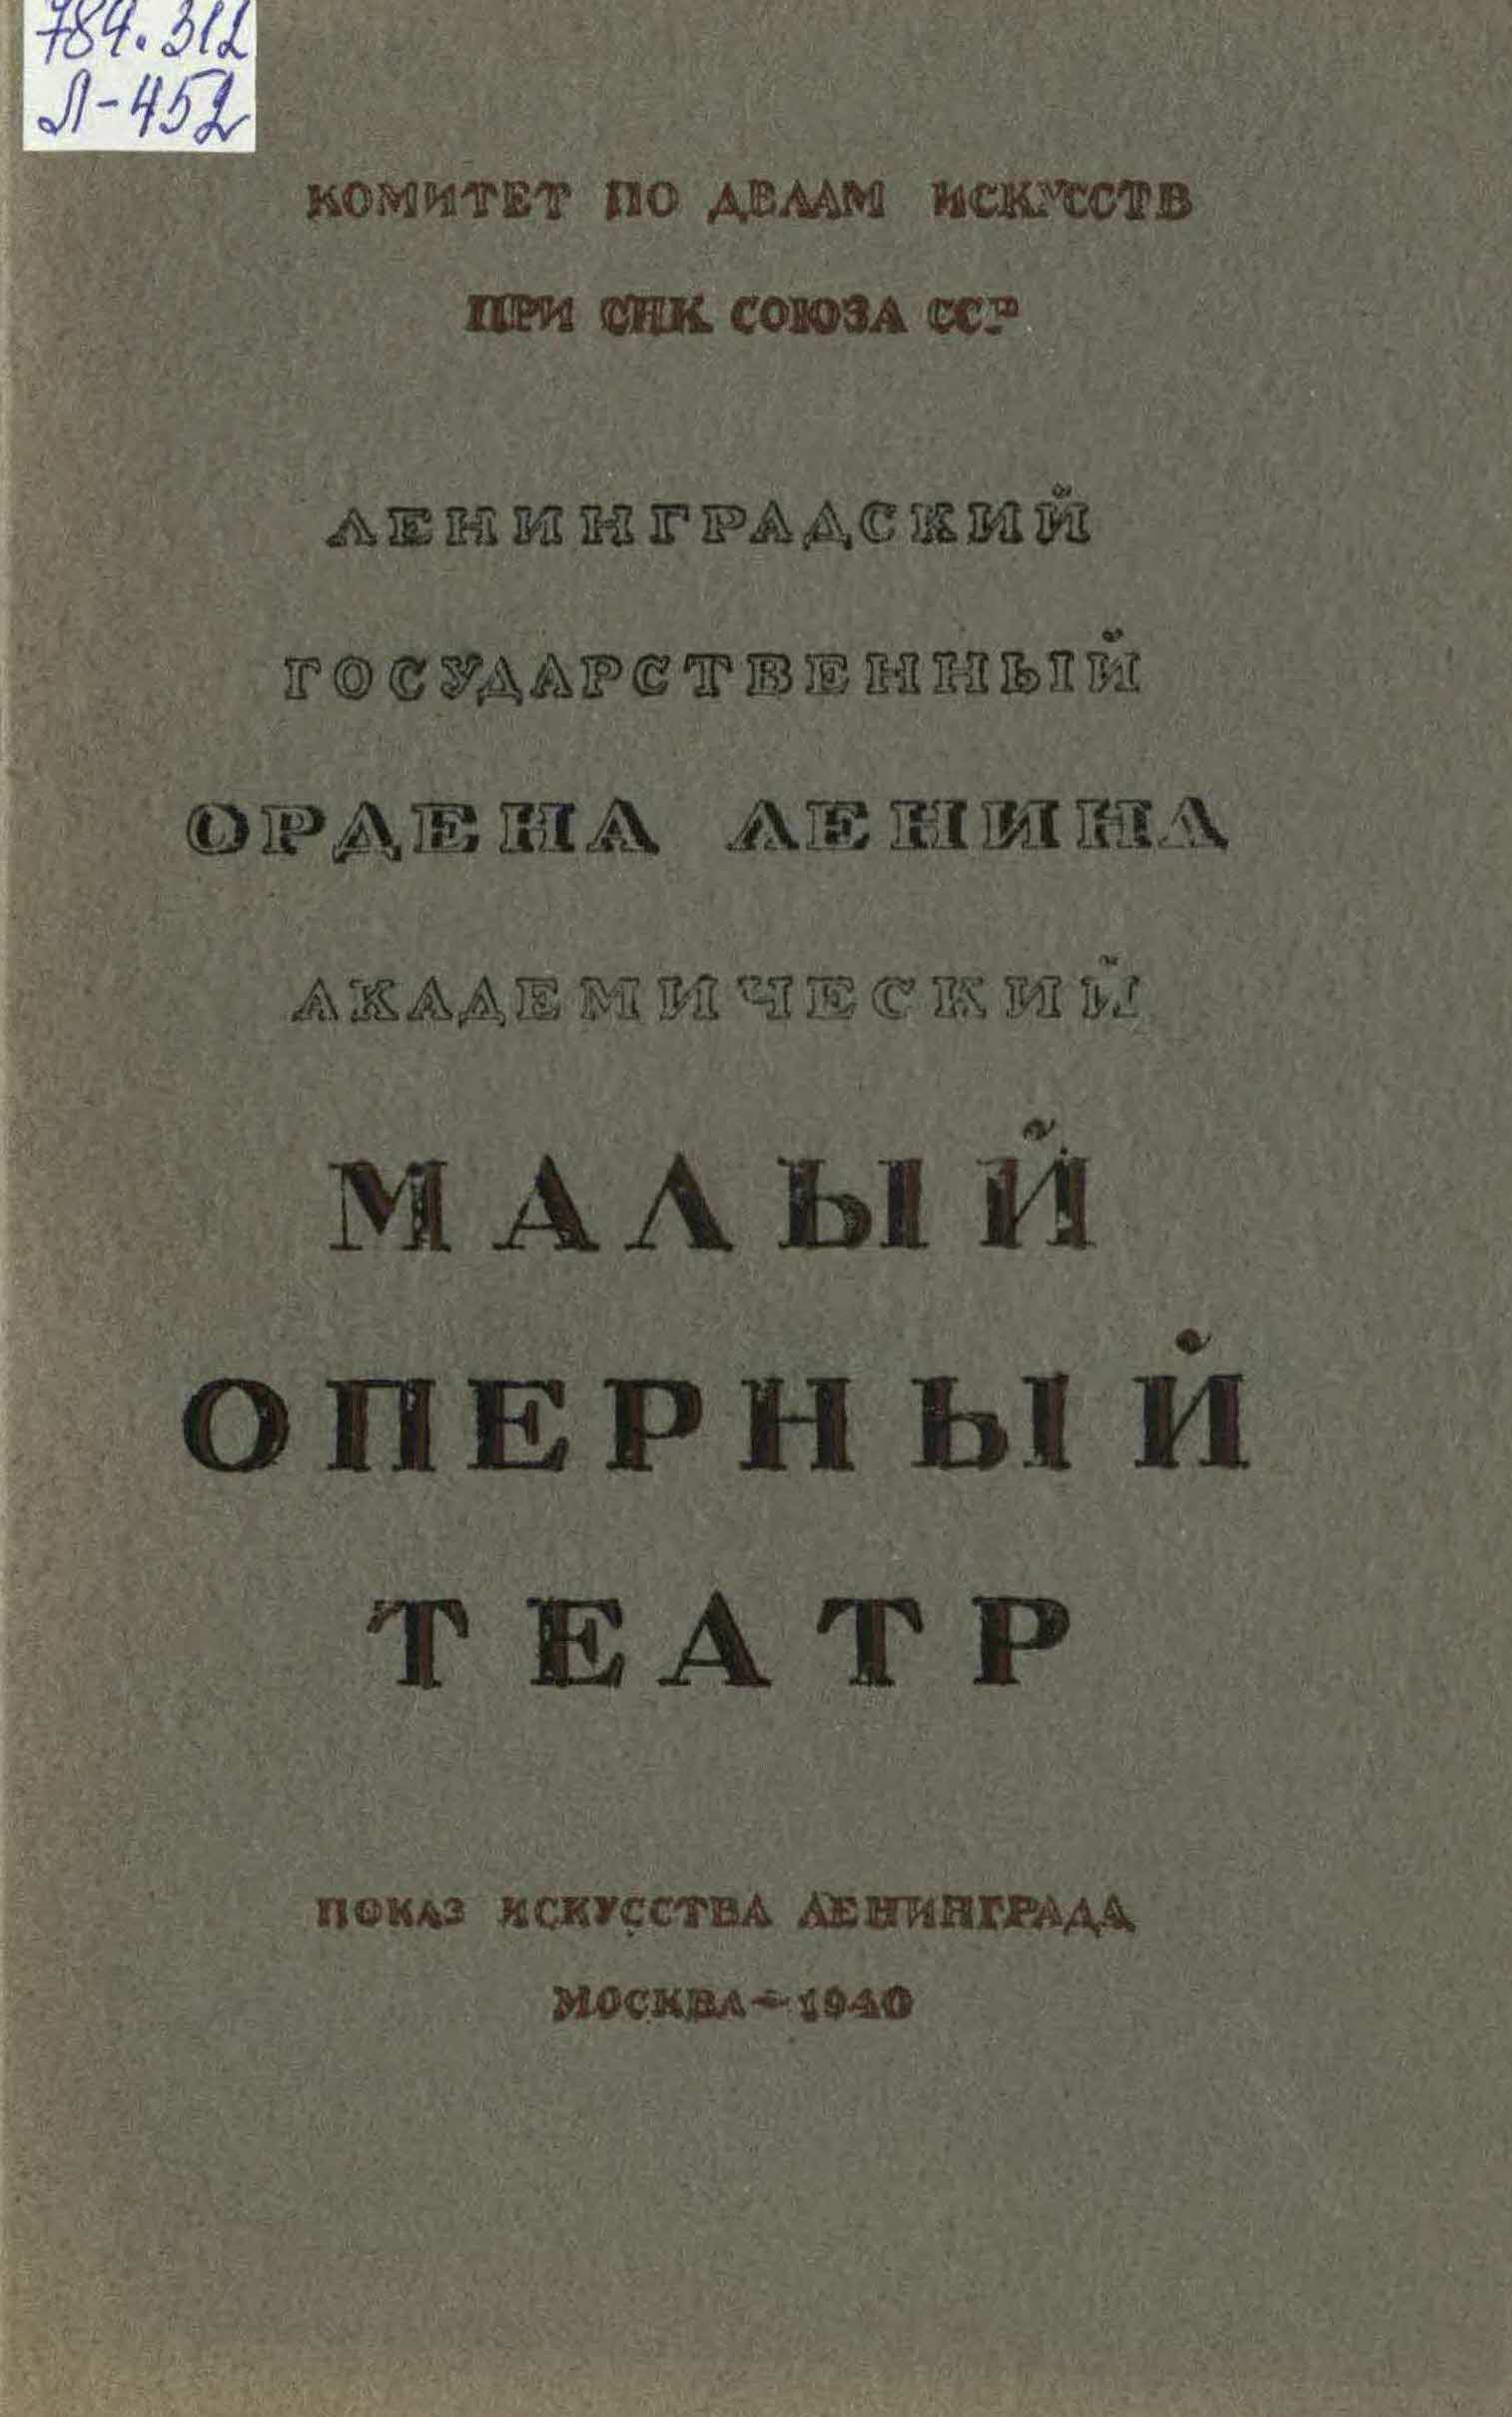 784.312
Л-452
КОМИТЕТ ПО ДЕЛАМ ИСКУССТВ
ПРИ СНК СОЮЗА ССР
ЛЕНИНГРАДСКИЙ
ГОСУДАРСТВЕННЫЙ
ОРДЕНА ЛЕНИНА
АКАДЕМИЧЕСКИЙ
МАЛЫЙ
ОПЕРНЫЙ
ТЕАТР
ПОКАЗ ИСКУССТВА ЛЕНИНГРАДА
МОСКВА-1940